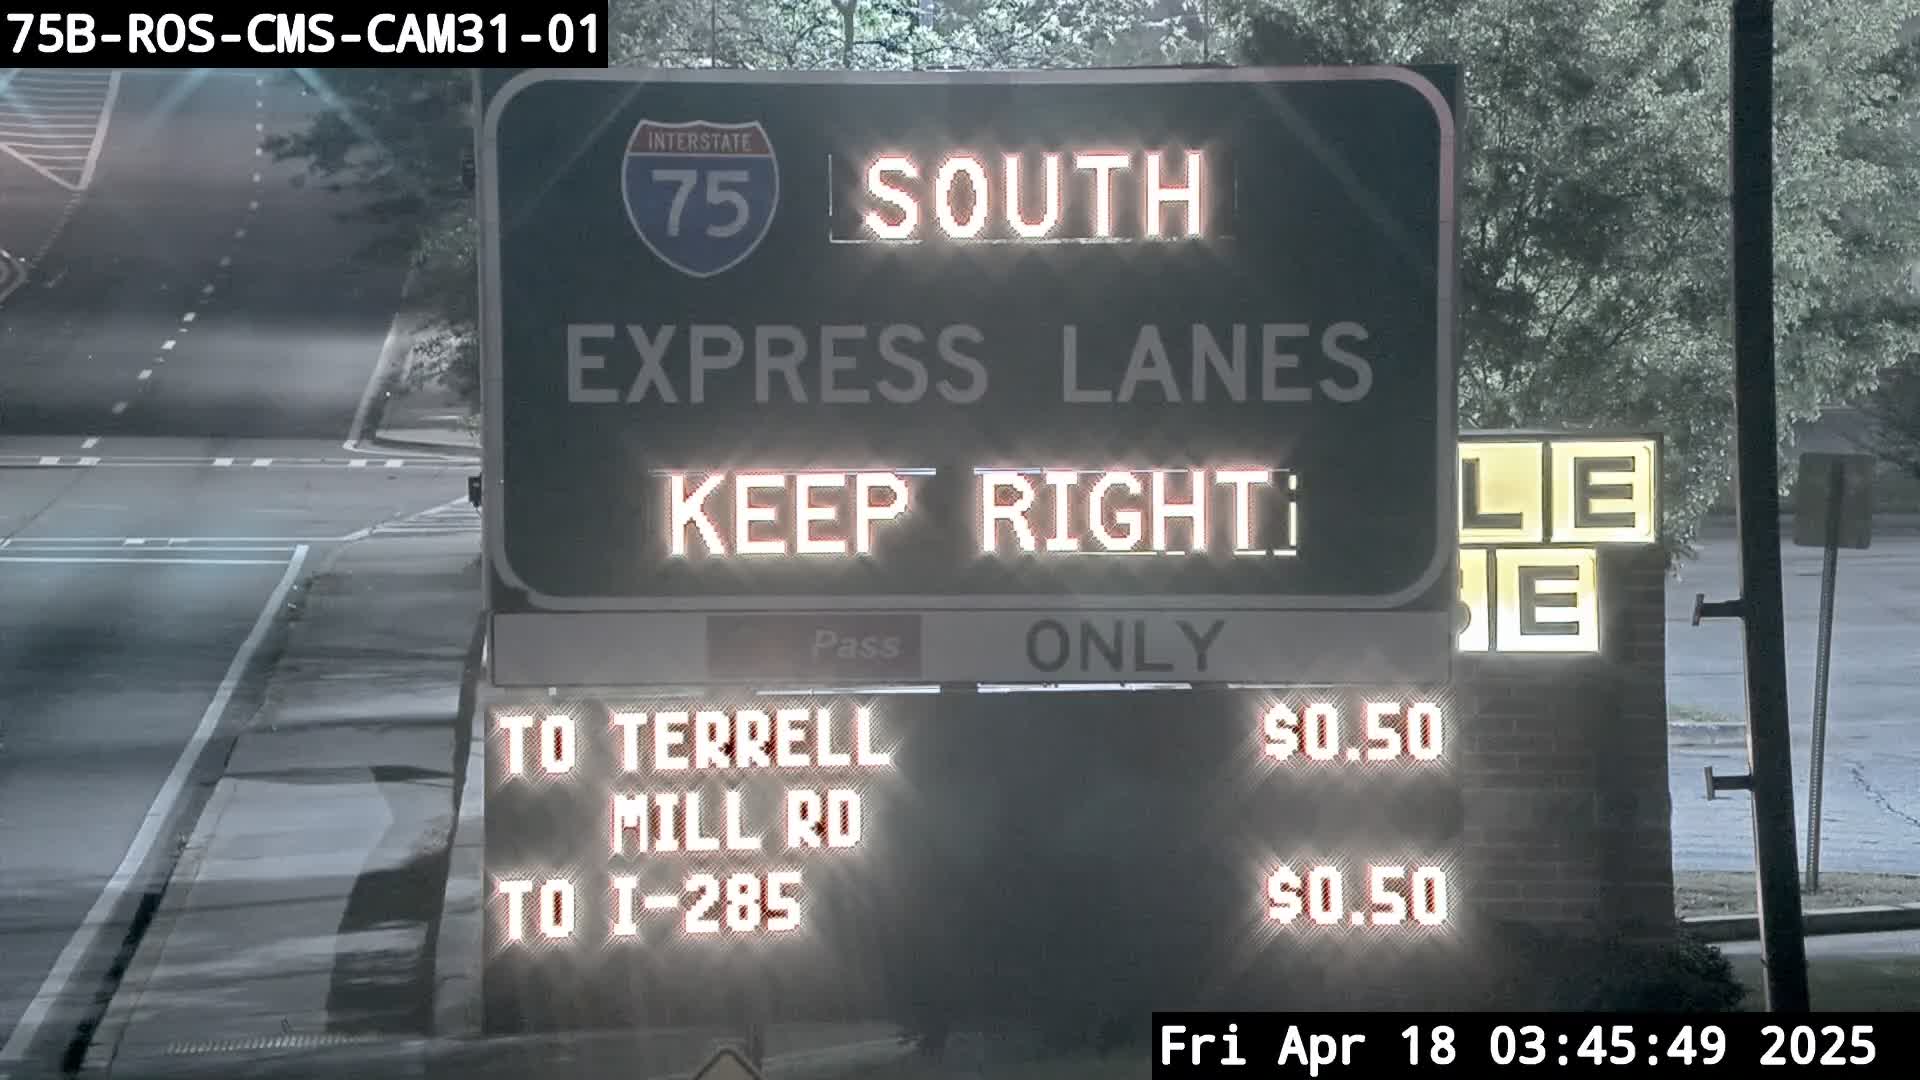 75B-ROS-CMS-CAM31-01
INTERSTATE
75
SOUTH
EXPRESS LANES
KEEP RIGHT
Pass ONLY
TO TERRELL $0.50
MILL RD
TO I-285 $0.50
LE
E
Fri Apr 18 03:45:49 2025